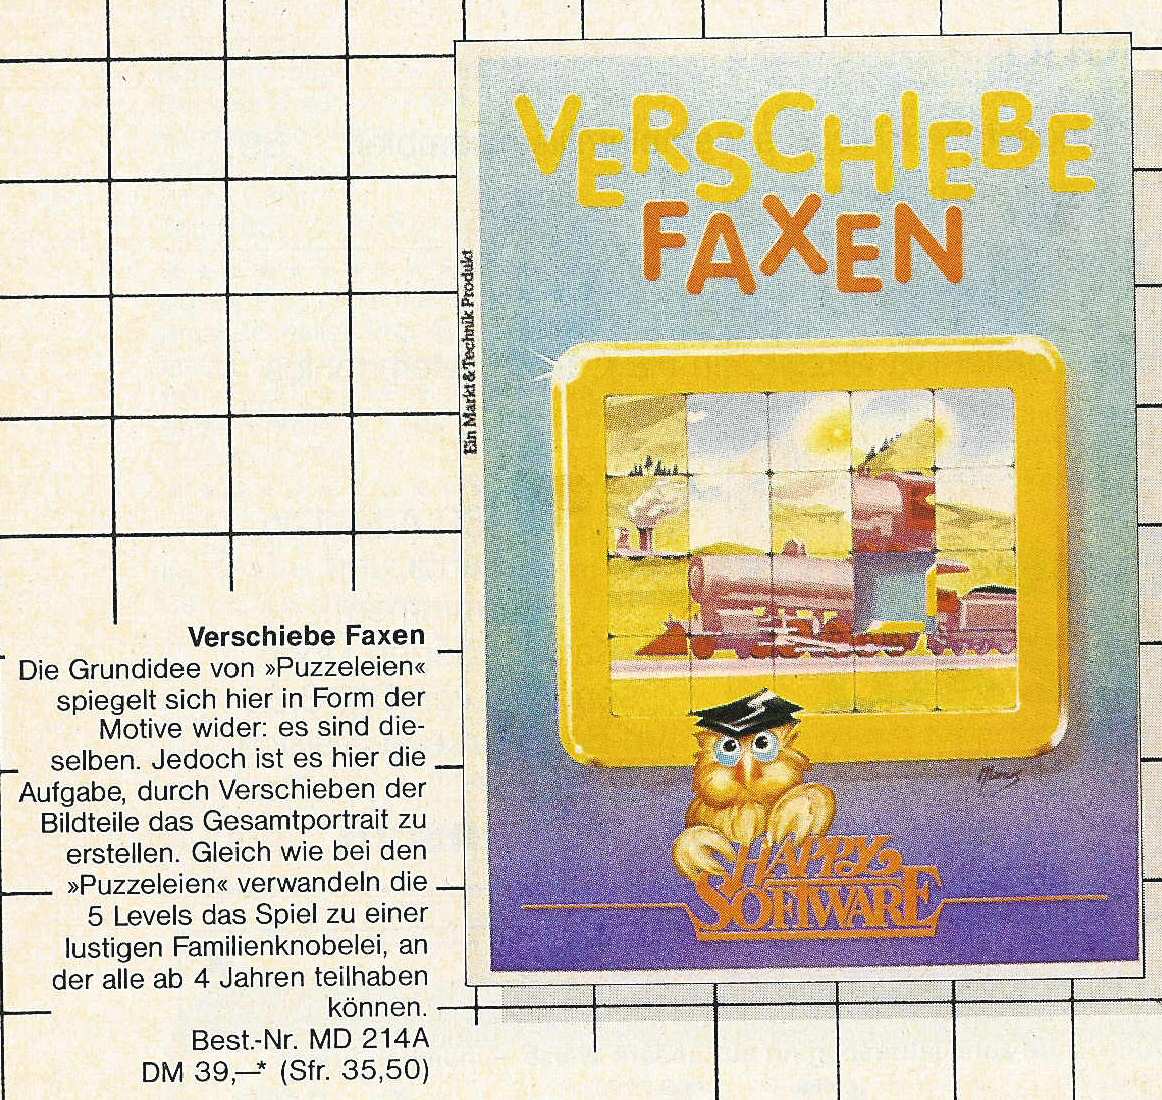 VERSCHIEBE
FAXEN
Ein Markt & Technik Produkt
HAPPY
SOFTWARE
Verschiebe Faxen
Die Grundidee von »Puzzeleien«
spiegelt sich hier in Form der
Motive wider: es sind die-
selben. Jedoch ist es hier die
Aufgabe, durch Verschieben der
Bildteile das Gesamtportrait zu
erstellen. Gleich wie bei den
»Puzzeleien« verwandeln die
5 Levels das Spiel zu einer
lustigen Familienknobelei, an
der alle ab 4 Jahren teilhaben
können.
Best.-Nr. MD 214A
DM 39,—* (Sfr. 35,50)